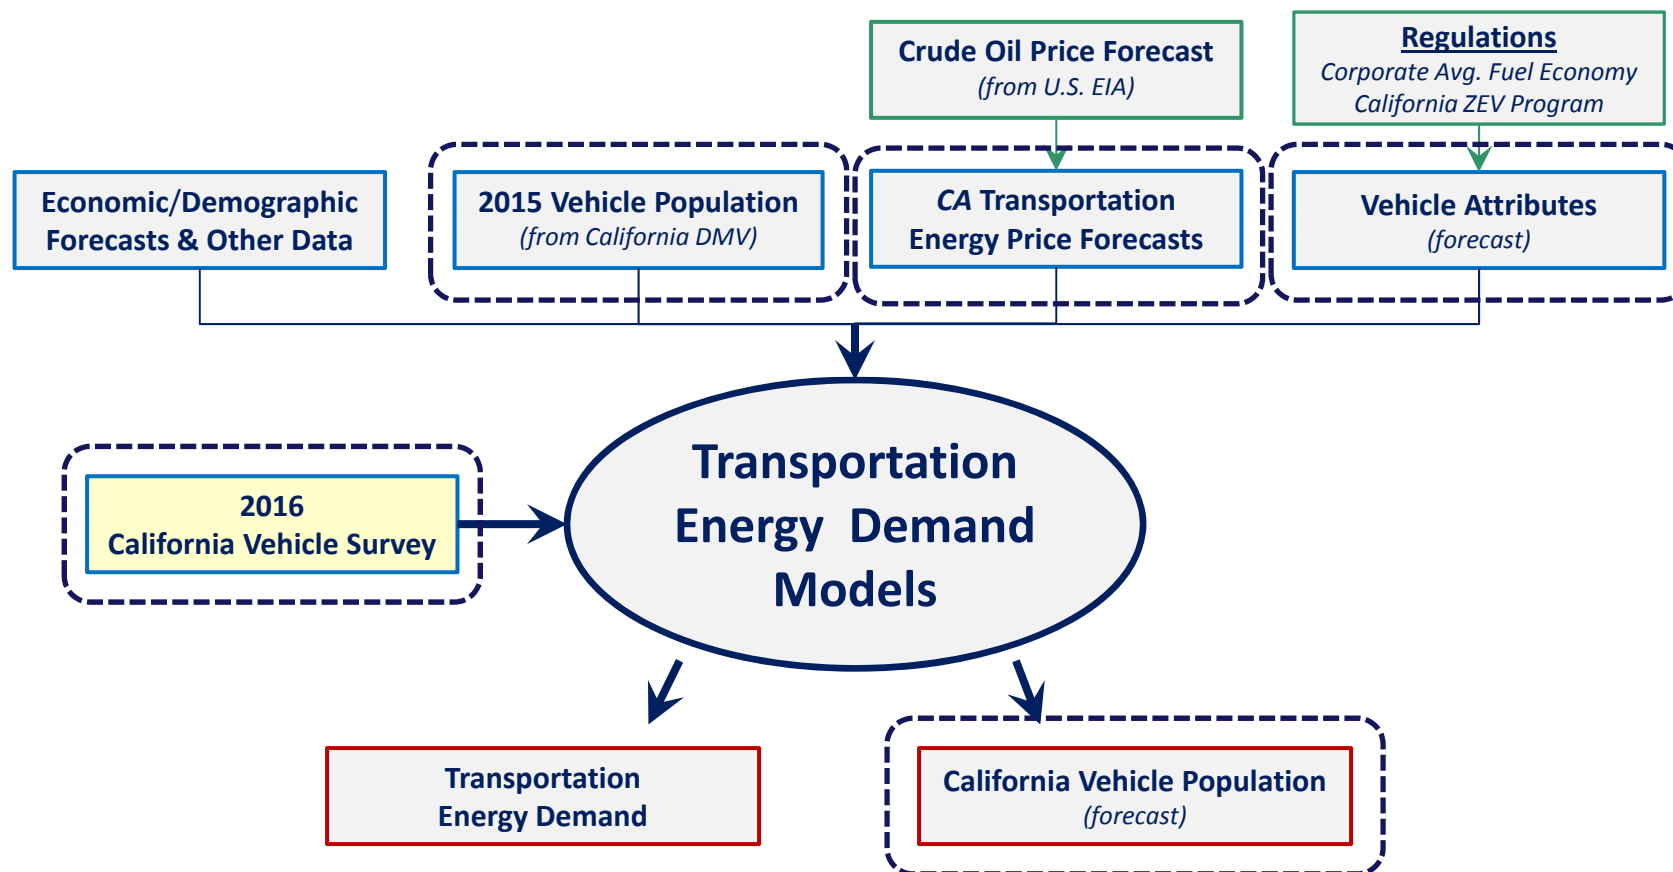 Crude Oil Price Forecast
(from U.S. EIA)
Regulations
Corporate Avg. Fuel Economy
California ZEV Program
Economic/Demographic
Forecasts & Other Data
2015 Vehicle Population
(from California DMV)
CA Transportation
Energy Price Forecasts
Vehicle Attributes
(forecast)
2016
California Vehicle Survey
Transportation
Energy Demand
Models
Transportation
Energy Demand
California Vehicle Population
(forecast)